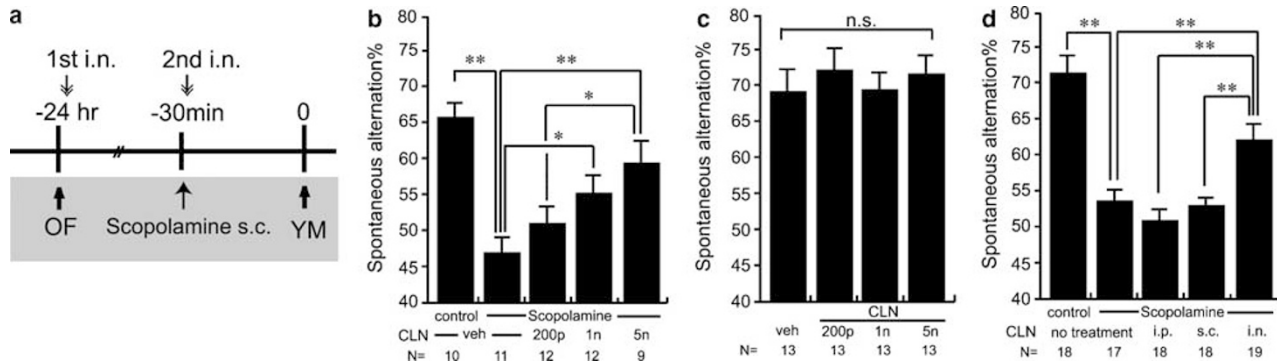 a
1st i.n. 2nd i.n.
-24 hr -30min 0
OF Scopolamine s.c. YM
b
Spontaneous alternation%
80
75
70
65
60
55
50
45
40
** **
*
*
control Scopolamine
CLN veh 200p 1n 5n
N= 10 11 12 12 9
c
Spontaneous alternation%
80
75
70
65
60
55
50
45
40
n.s.
CLN
veh 200p 1n 5n
N= 13 13 13 13
d
Spontaneous alternation%
80
75
70
65
60
55
50
45
40
** **
**
**
control Scopolamine
CLN no treatment i.p. s.c. i.n.
N= 18 17 18 18 19